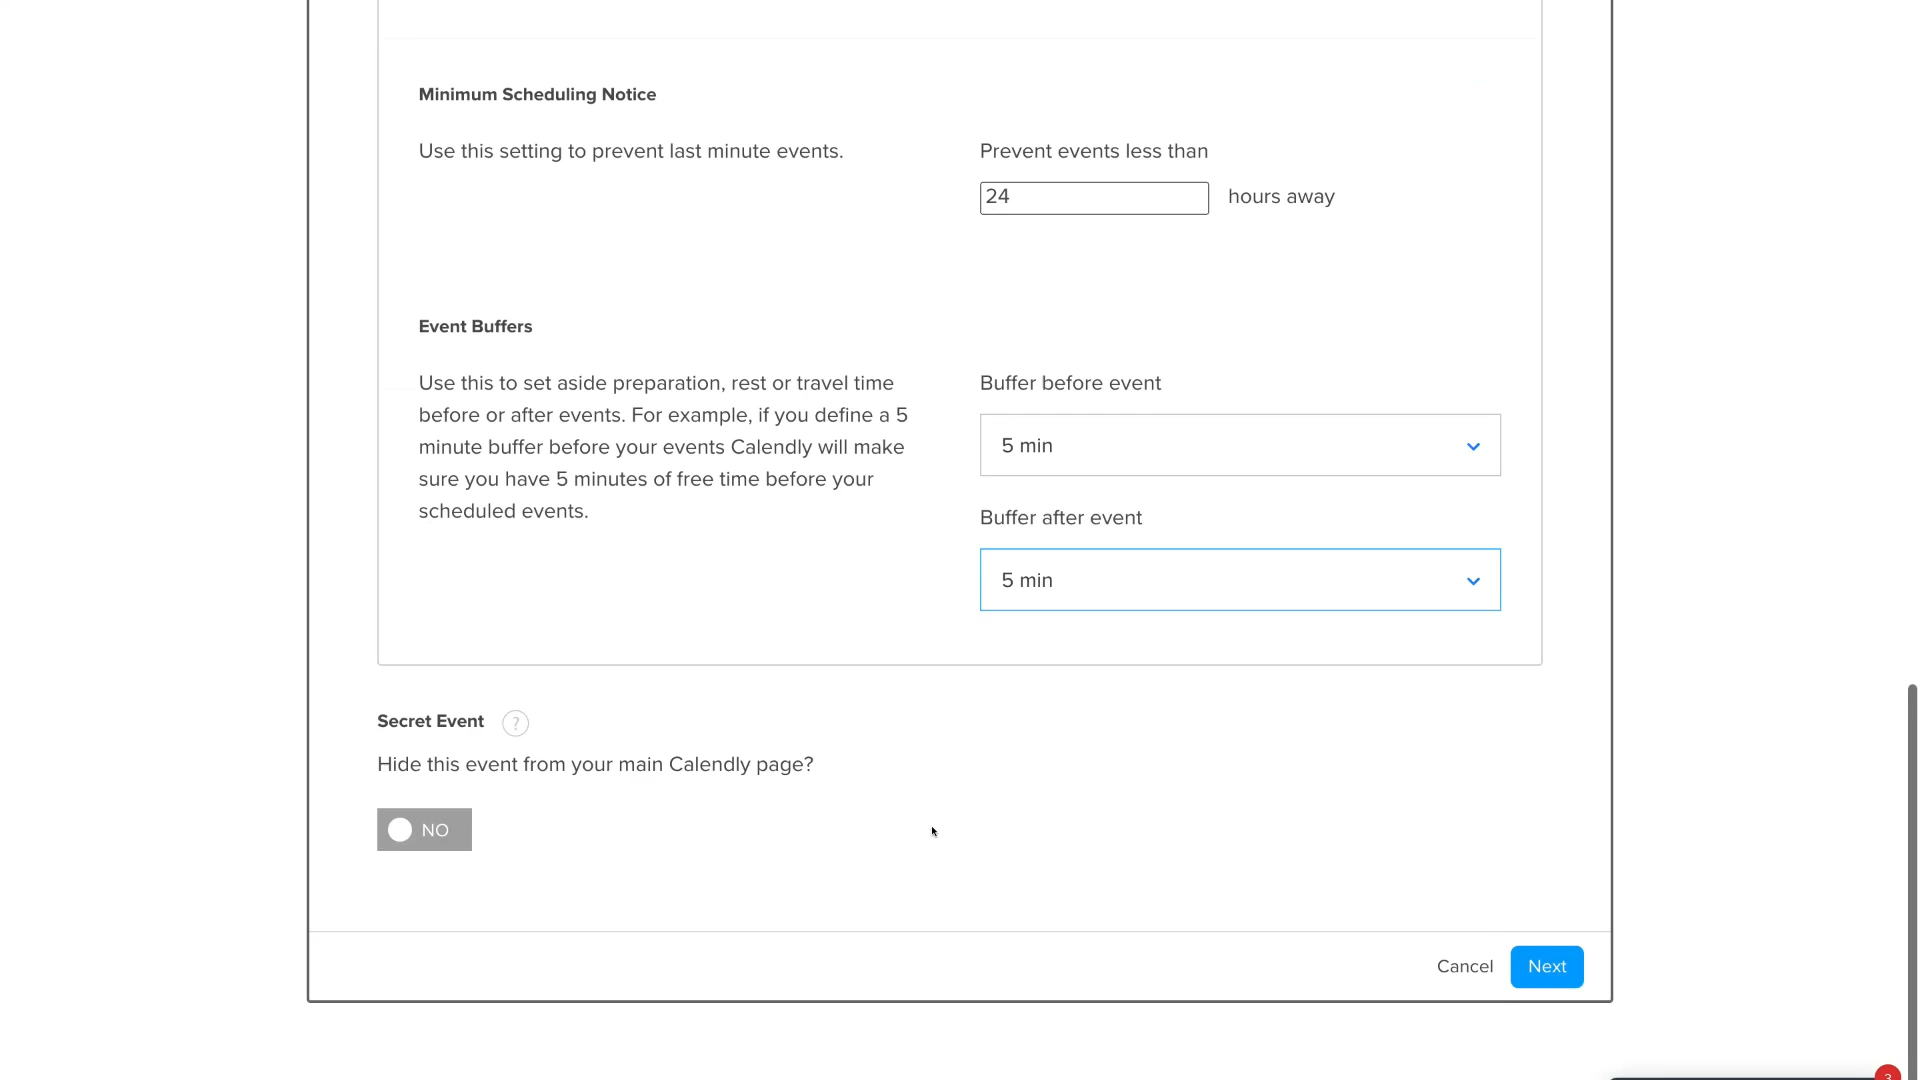 Minimum Scheduling Notice
Use this setting to prevent last minute events.
Prevent events less than
24 hours away
Event Buffers
Use this to set aside preparation, rest or travel time
before or after events. For example, if you define a 5
minute buffer before your events Calendly will make
sure you have 5 minutes of free time before your
scheduled events.
Buffer before event
5 min
Buffer after event
5 min
Secret Event ?
Hide this event from your main Calendly page?
NO
Cancel Next